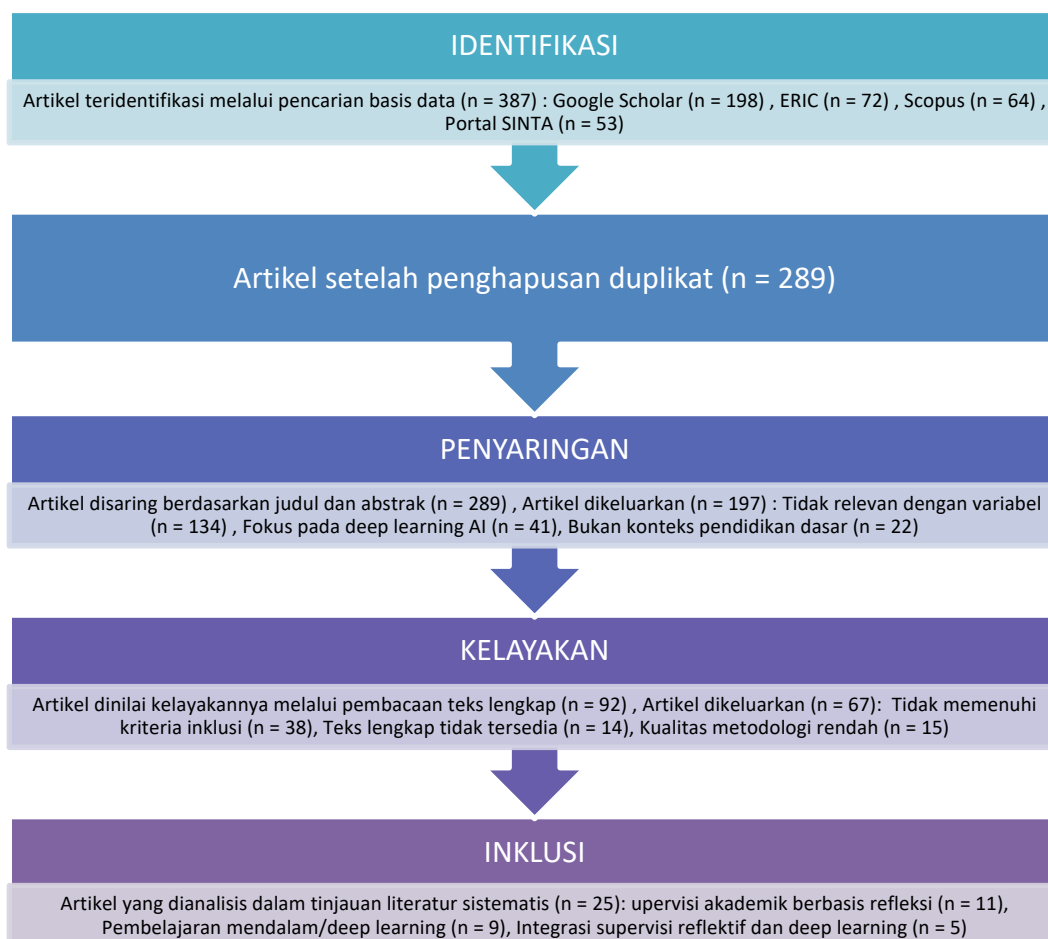 IDENTIFIKASI
Artikel teridentifikasi melalui pencarian basis data (n = 387) : Google Scholar (n = 198) , ERIC (n = 72) , Scopus (n = 64) ,
Portal SINTA (n = 53)
Artikel setelah penghapusan duplikat (n = 289)
PENYARINGAN
Artikel disaring berdasarkan judul dan abstrak (n = 289) , Artikel dikeluarkan (n = 197) : Tidak relevan dengan variabel
(n = 134) , Fokus pada deep learning AI (n = 41), Bukan konteks pendidikan dasar (n = 22)
KELAYAKAN
Artikel dinilai kelayakannya melalui pembacaan teks lengkap (n = 92) , Artikel dikeluarkan (n = 67): Tidak memenuhi
kriteria inklusi (n = 38), Teks lengkap tidak tersedia (n = 14), Kualitas metodologi rendah (n = 15)
INKLUSI
Artikel yang dianalisis dalam tinjauan literatur sistematis (n = 25): upervisi akademik berbasis refleksi (n = 11),
Pembelajaran mendalam/deep learning (n = 9), Integrasi supervisi reflektif dan deep learning (n = 5)